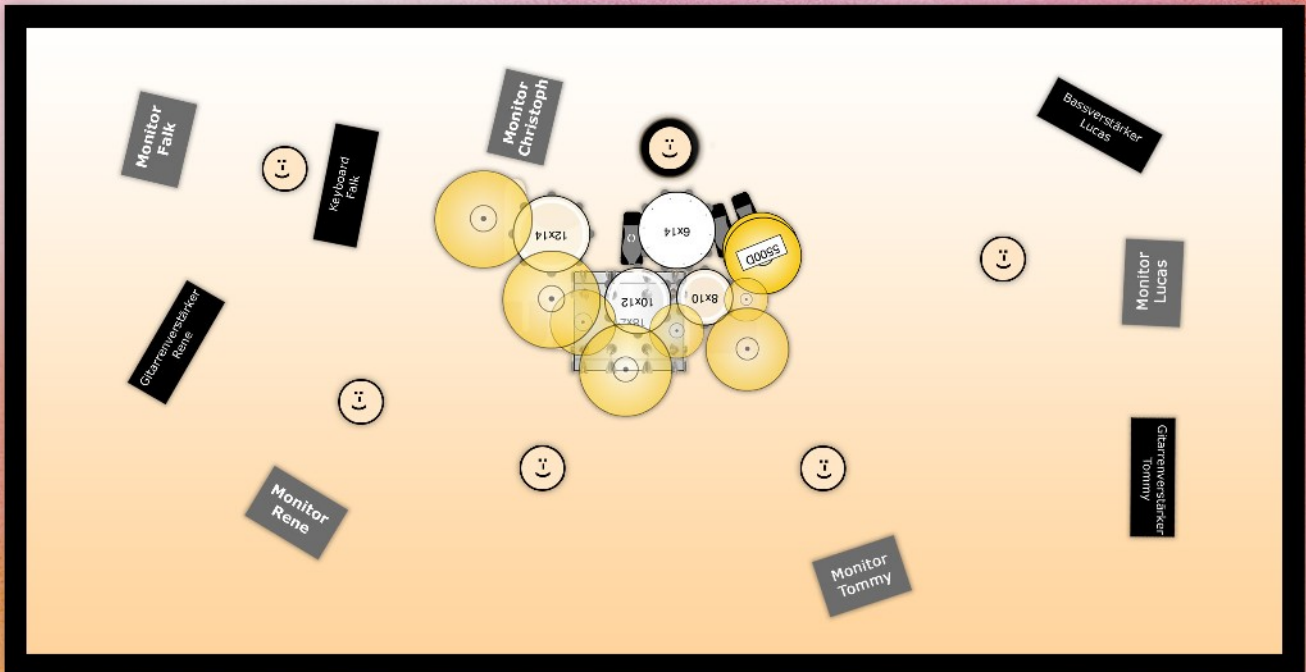 Monitor
Falk
Keyboard
Falk
Monitor
Christoph
Bassverstärker
Lucas
12x14
6x14
5500D
10x12
8x10
Monitor
Lucas
Gitarrenverstärker
Rene
Monitor
Rene
Gitarrenverstärker
Tommy
Monitor
Tommy